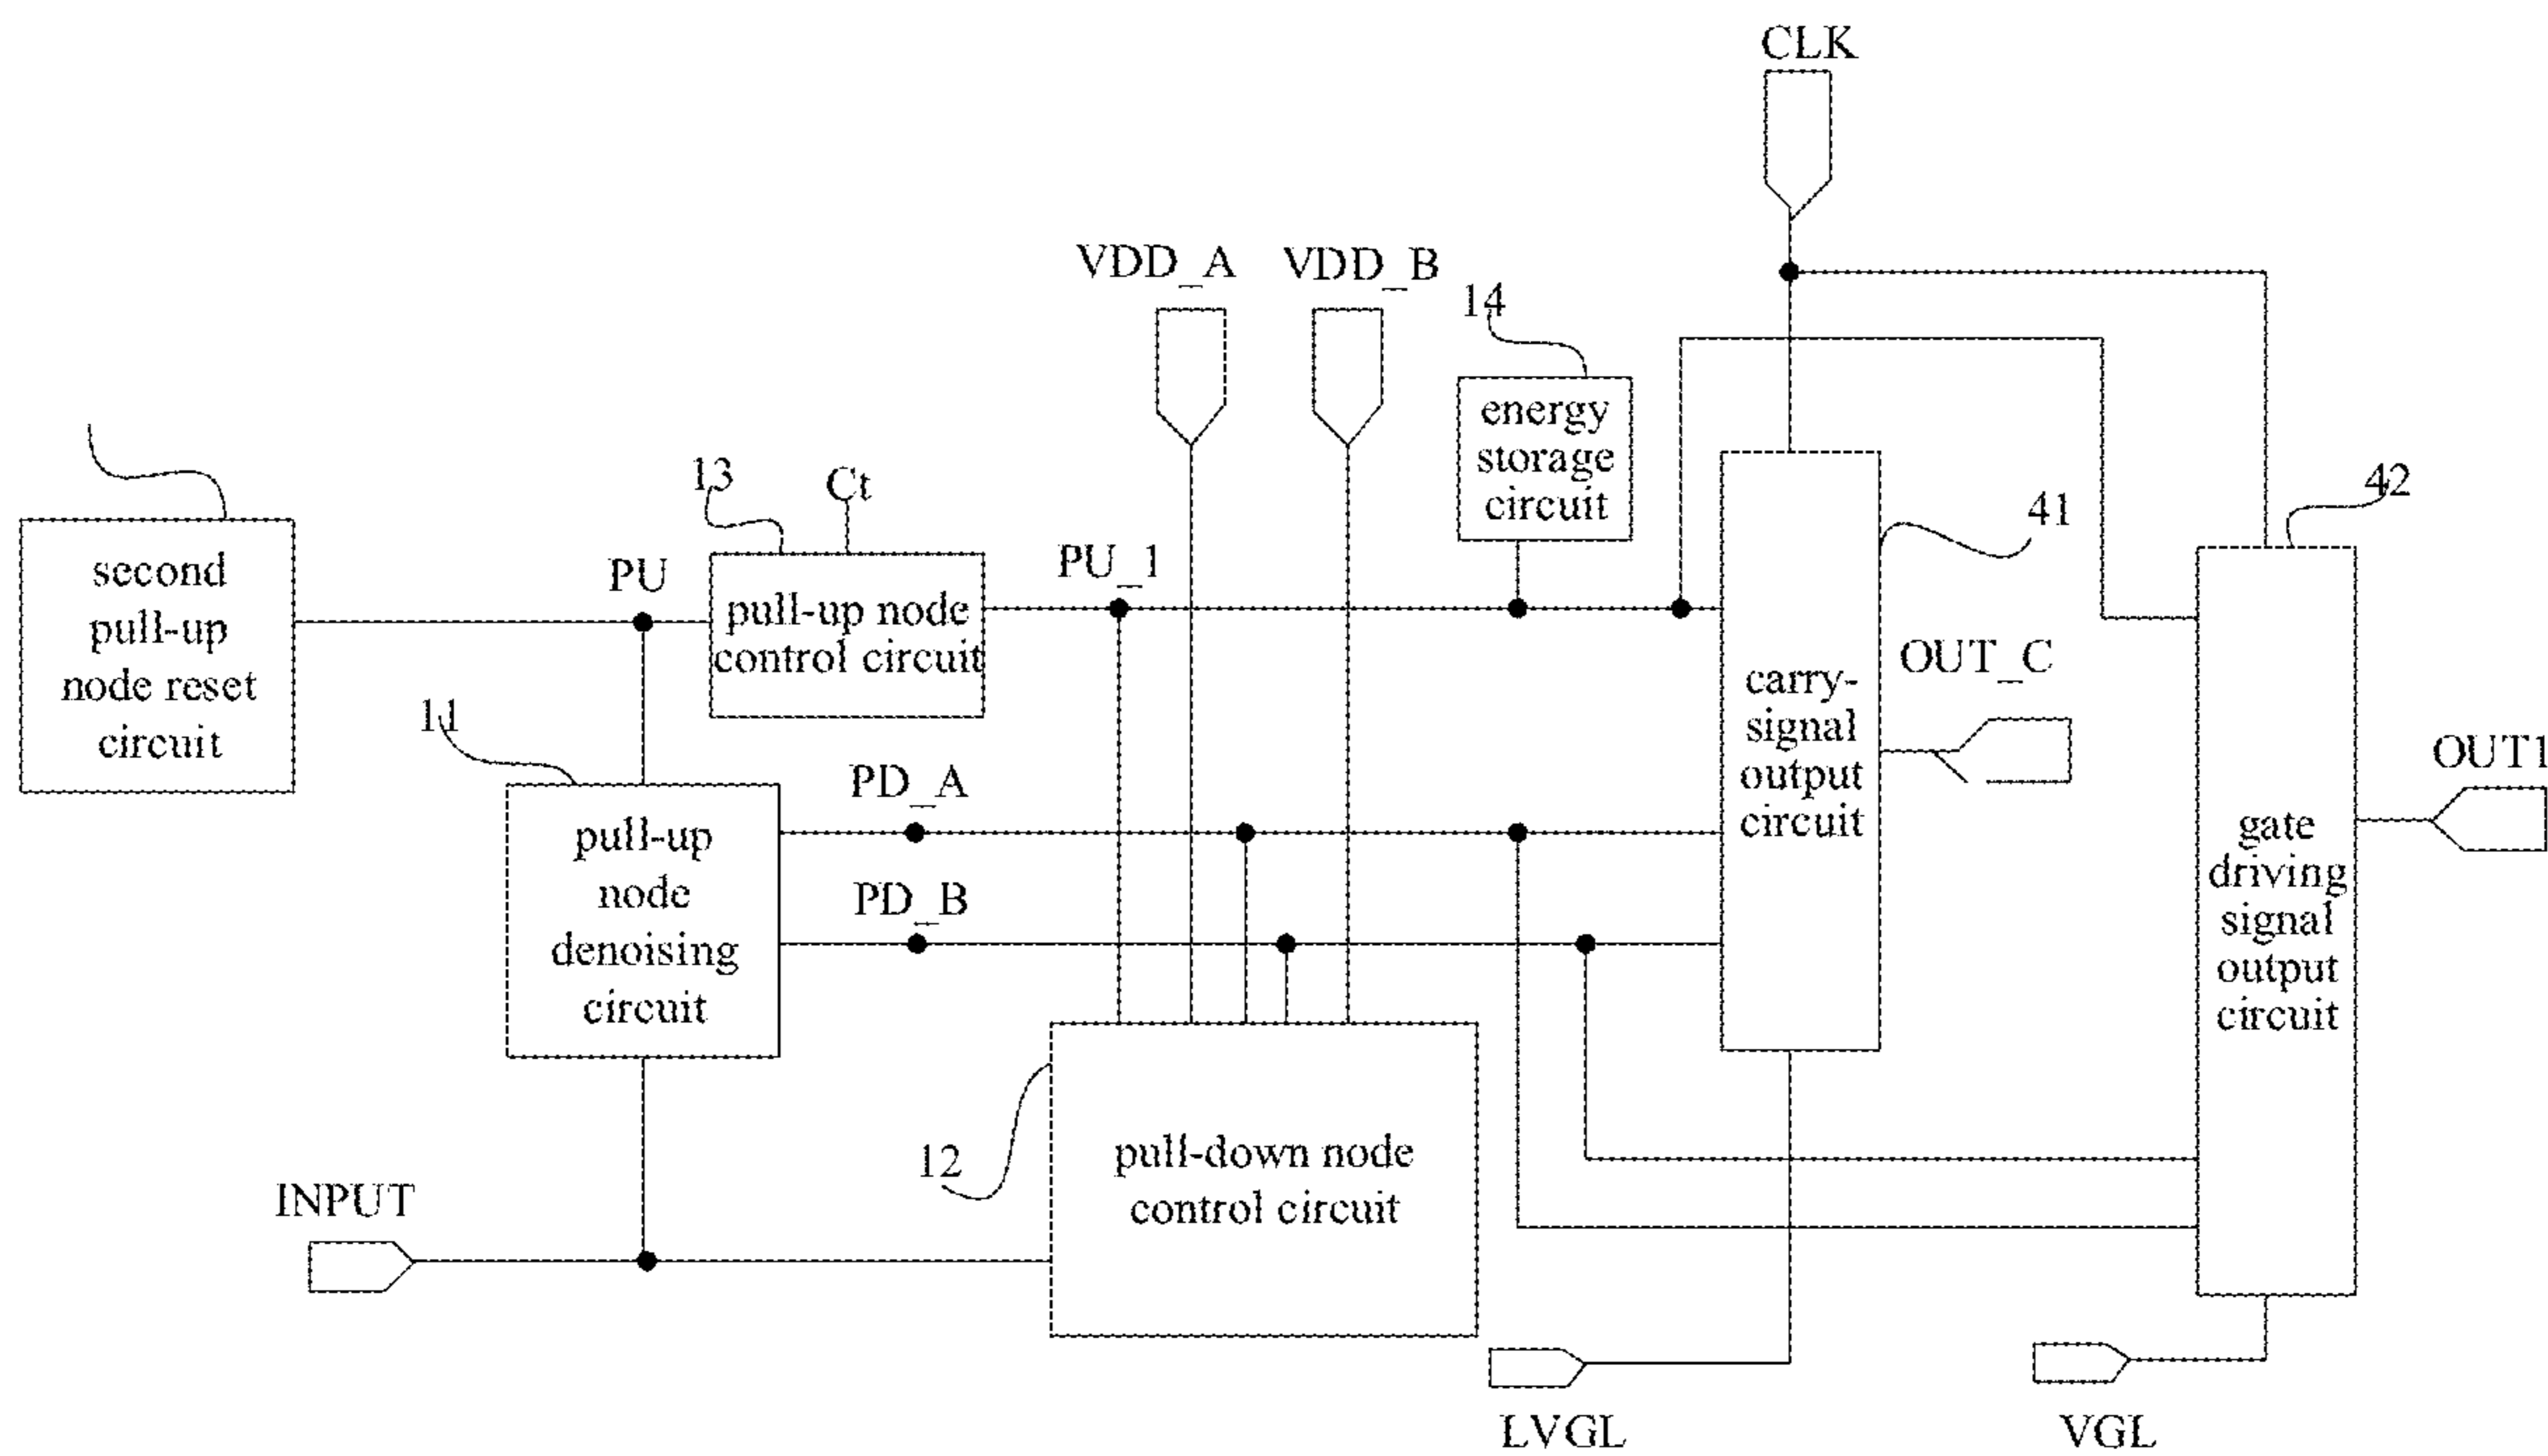 CLK
VDD_A
VDD_B
14
energy
storage
circuit
42
13
Ct
41
second
pull-up
node reset
circuit
PU
pull-up node
control circuit
PU_1
OUT_C
carry-
signal
output
circuit
11
PD_A
OUT1
pull-up
node
denoising
circuit
PD_B
gate
driving
signal
output
circuit
12
pull-down node
control circuit
INPUT
LVGL
VGL